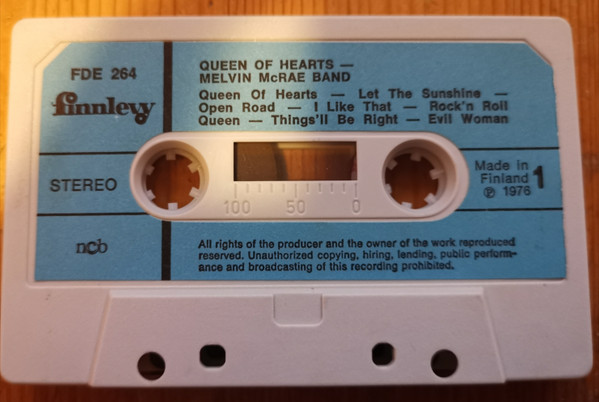 FDE 264
finnlevy
QUEEN OF HEARTS —
MELVIN McRAE BAND
Queen Of Hearts — Let The Sunshine —
Open Road — I Like That — Rock'n Roll
Queen — Things'll Be Right — Evil Woman
STEREO
100 50 0
Made in
Finland
℗ 1976
1
ncb
All rights of the producer and the owner of the work reproduced
reserved. Unauthorized copying, hiring, lending, public perform-
ance and broadcasting of this recording prohibited.